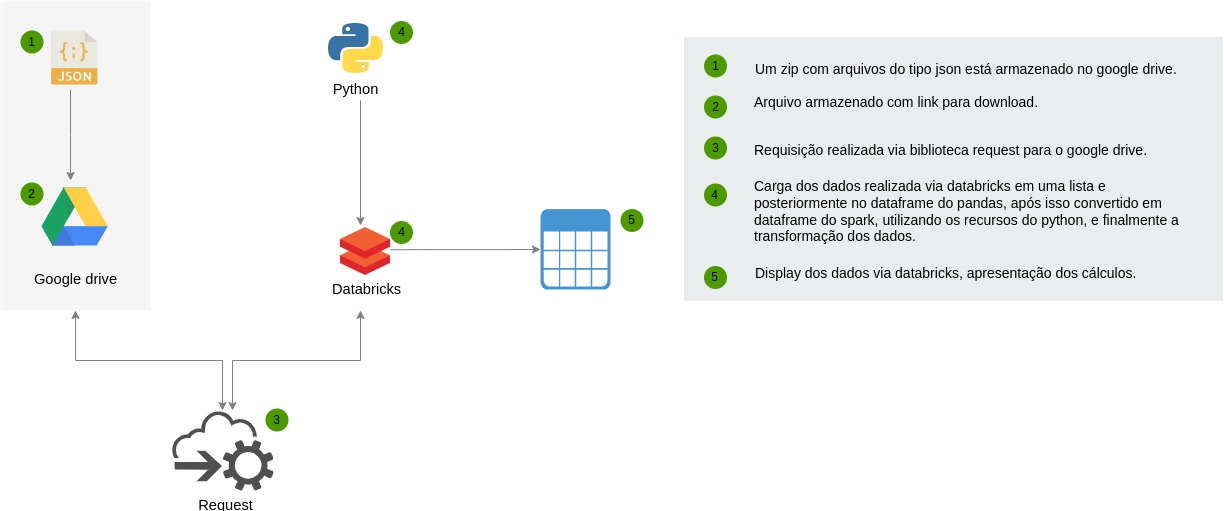 1
{;}
JSON
2
Google drive
4
Python
4
Databricks
5
3
Request
1 Um zip com arquivos do tipo json está armazenado no google drive.
2 Arquivo armazenado com link para download.
3 Requisição realizada via biblioteca request para o google drive.
4 Carga dos dados realizada via databricks em uma lista e
posteriormente no dataframe do pandas, após isso convertido em
dataframe do spark, utilizando os recursos do python, e finalmente a
transformação dos dados.
5 Display dos dados via databricks, apresentação dos cálculos.